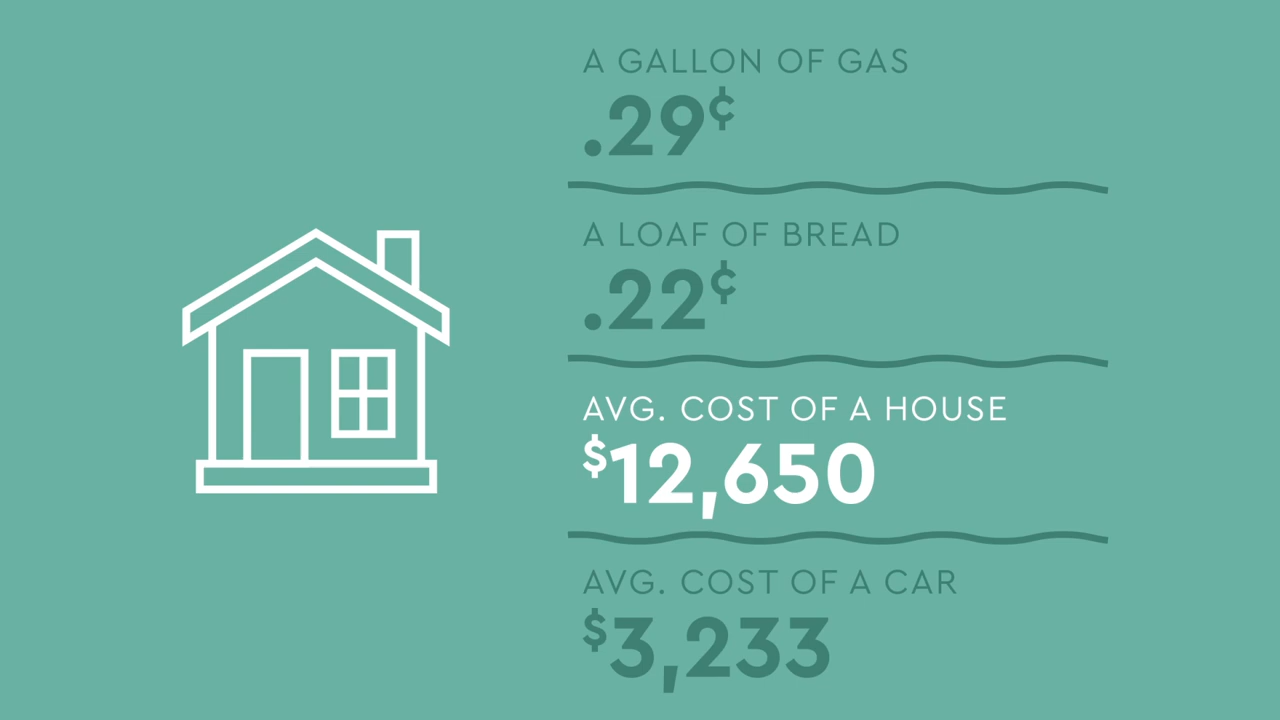 A GALLON OF GAS
.29¢
A LOAF OF BREAD
.22¢
AVG. COST OF A HOUSE
$12,650
AVG. COST OF A CAR
$3,233